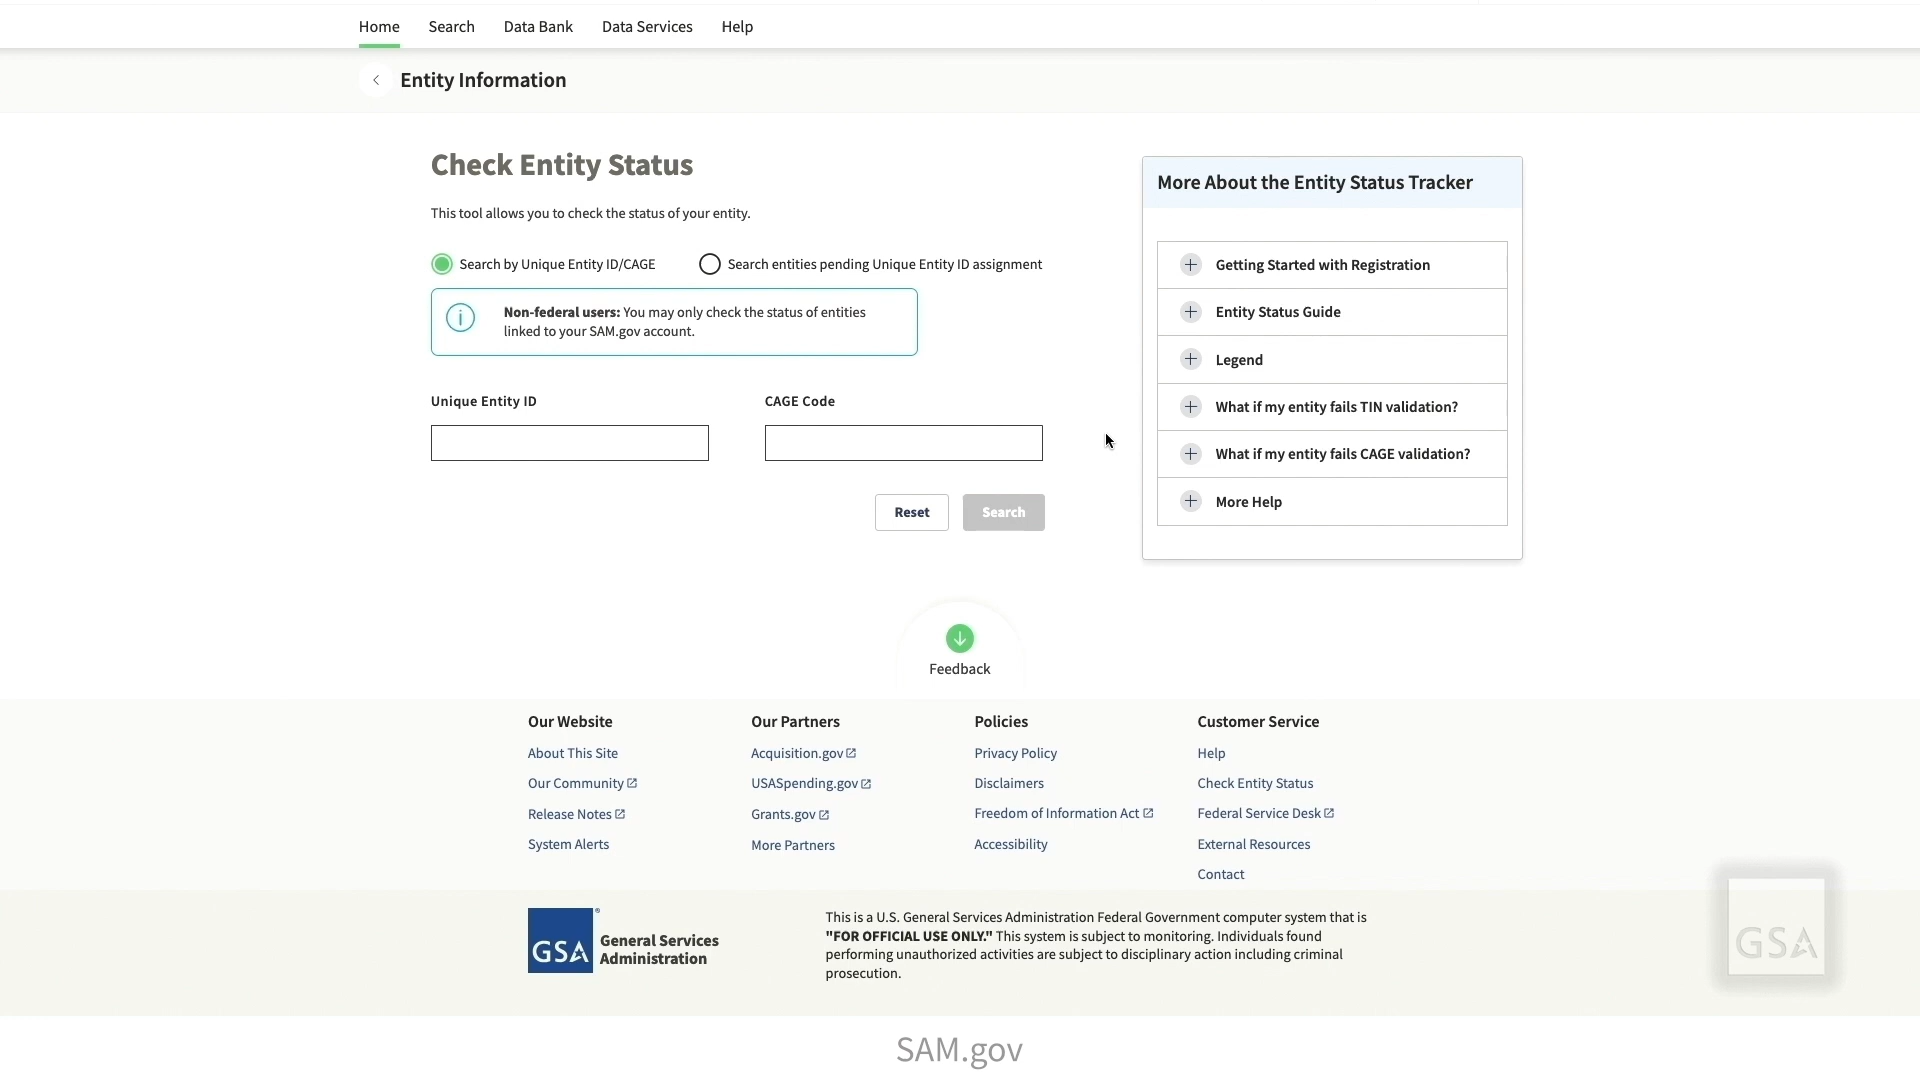 Home Search Data Bank Data Services Help
Entity Information
Check Entity Status
This tool allows you to check the status of your entity.
Search by Unique Entity ID/CAGE Search entities pending Unique Entity ID assignment
Non-federal users: You may only check the status of entities
linked to your SAM.gov account.
Unique Entity ID CAGE Code
Reset Search
More About the Entity Status Tracker
Getting Started with Registration
Entity Status Guide
Legend
What if my entity fails TIN validation?
What if my entity fails CAGE validation?
More Help
Feedback
Our Website
About This Site
Our Community
Release Notes
System Alerts
Our Partners
Acquisition.gov
USASpending.gov
Grants.gov
More Partners
Policies
Privacy Policy
Disclaimers
Freedom of Information Act
Accessibility
Customer Service
Help
Check Entity Status
Federal Service Desk
External Resources
Contact
GSA
General Services
Administration
This is a U.S. General Services Administration Federal Government computer system that is
"FOR OFFICIAL USE ONLY." This system is subject to monitoring. Individuals found
performing unauthorized activities are subject to disciplinary action including criminal
prosecution.
GSA
SAM.gov